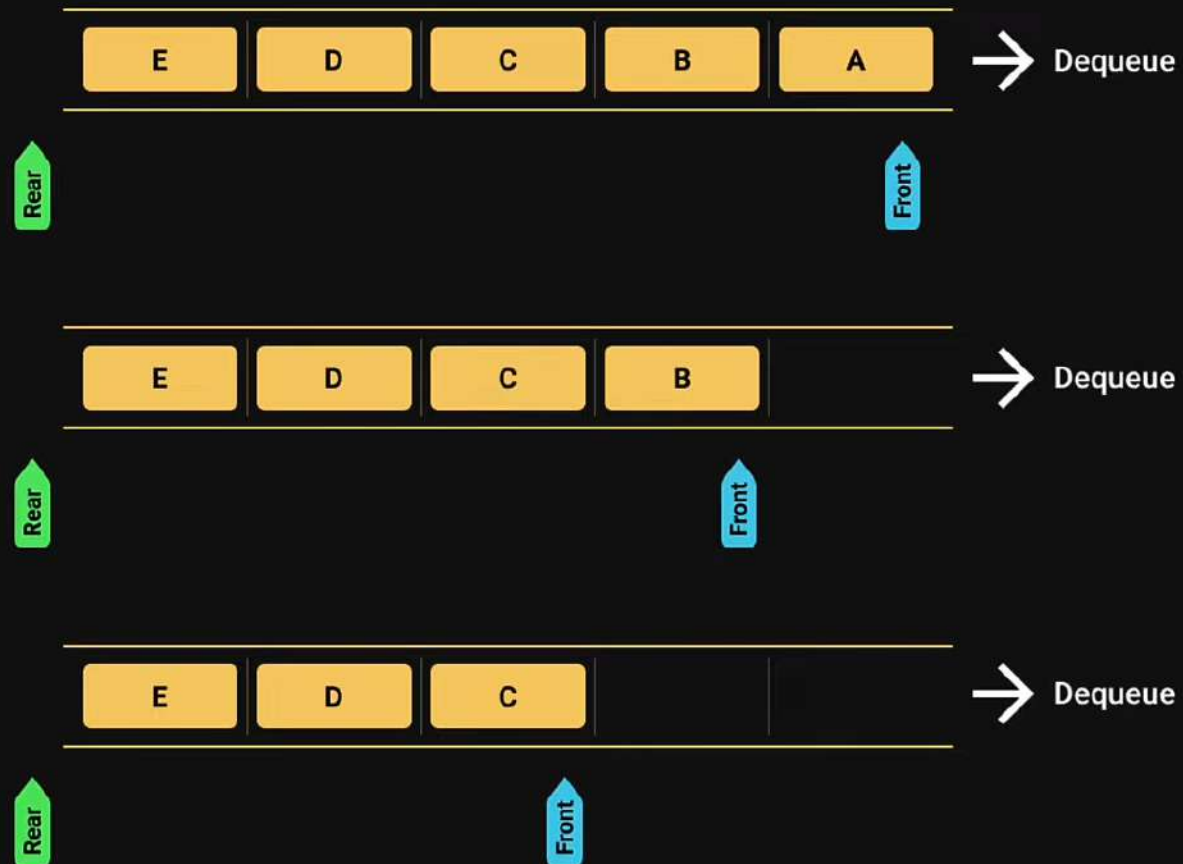 E D C B A Dequeue
Rear Front
E D C B Dequeue
Rear Front
E D C Dequeue
Rear Front